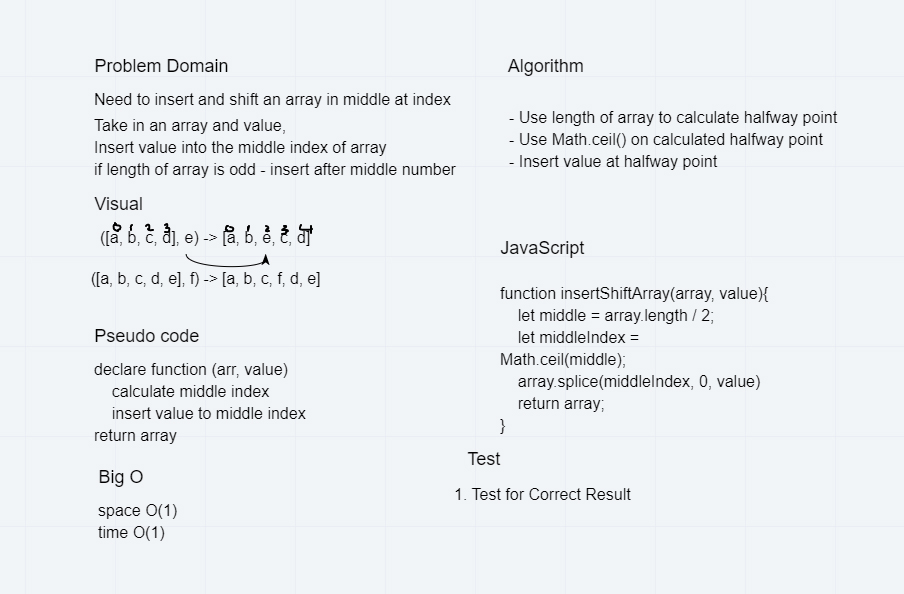 Problem Domain
Need to insert and shift an array in middle at index
Take in an array and value,
Insert value into the middle index of array
if length of array is odd - insert after middle number
Visual
0 1 2 3 0 1 2 3 4
([a, b, c, d], e) -> [a, b, e, c, d]
([a, b, c, d, e], f) -> [a, b, c, f, d, e]
Pseudo code
declare function (arr, value)
calculate middle index
insert value to middle index
return array
Big O
space O(1)
time O(1)
Algorithm
- Use length of array to calculate halfway point
- Use Math.ceil() on calculated halfway point
- Insert value at halfway point
JavaScript
function insertShiftArray(array, value){
let middle = array.length / 2;
let middleIndex =
Math.ceil(middle);
array.splice(middleIndex, 0, value)
return array;
}
Test
1. Test for Correct Result